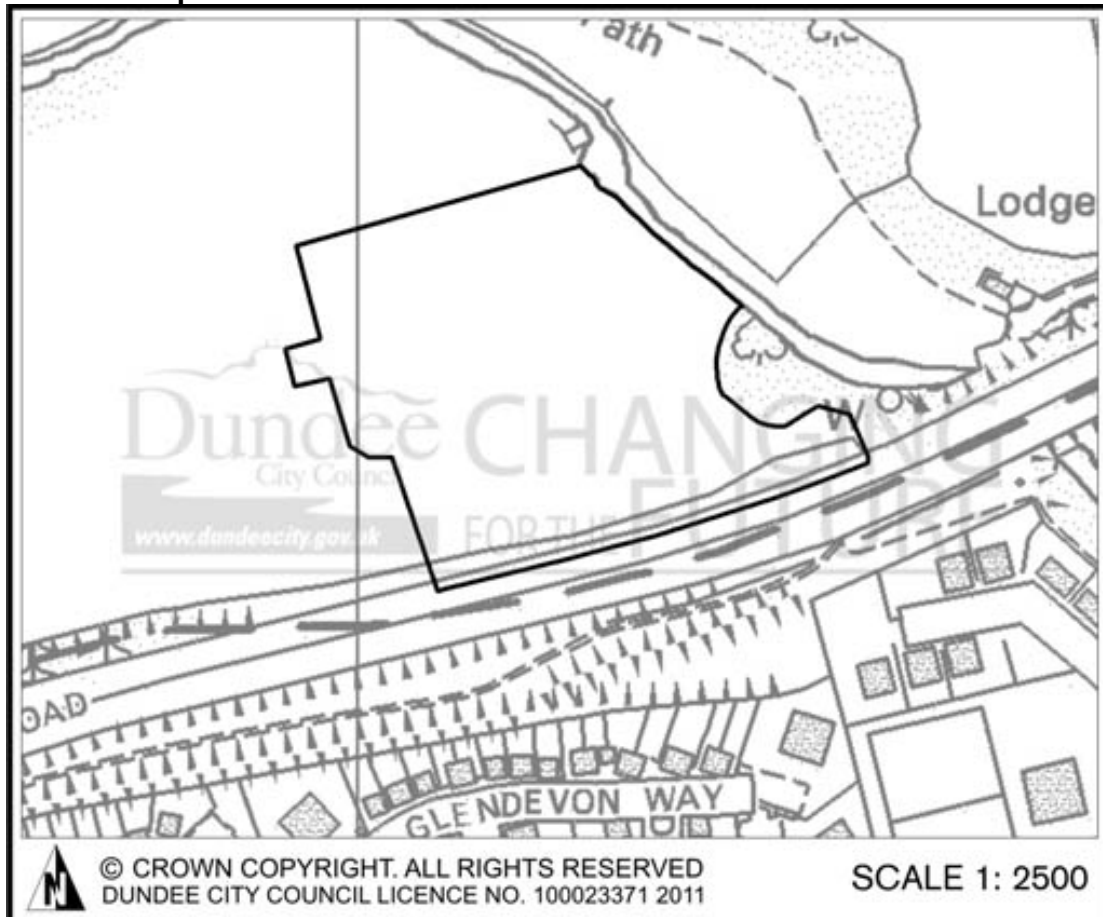 Path
Lodge
W
Dundee
City Council
www.dundeecity.gov.uk
CHANGING
FOR THE FUTURE
OAD
GLENDEVON WAY
© CROWN COPYRIGHT. ALL RIGHTS RESERVED
DUNDEE CITY COUNCIL LICENCE NO. 100023371 2011
SCALE 1: 2500
N